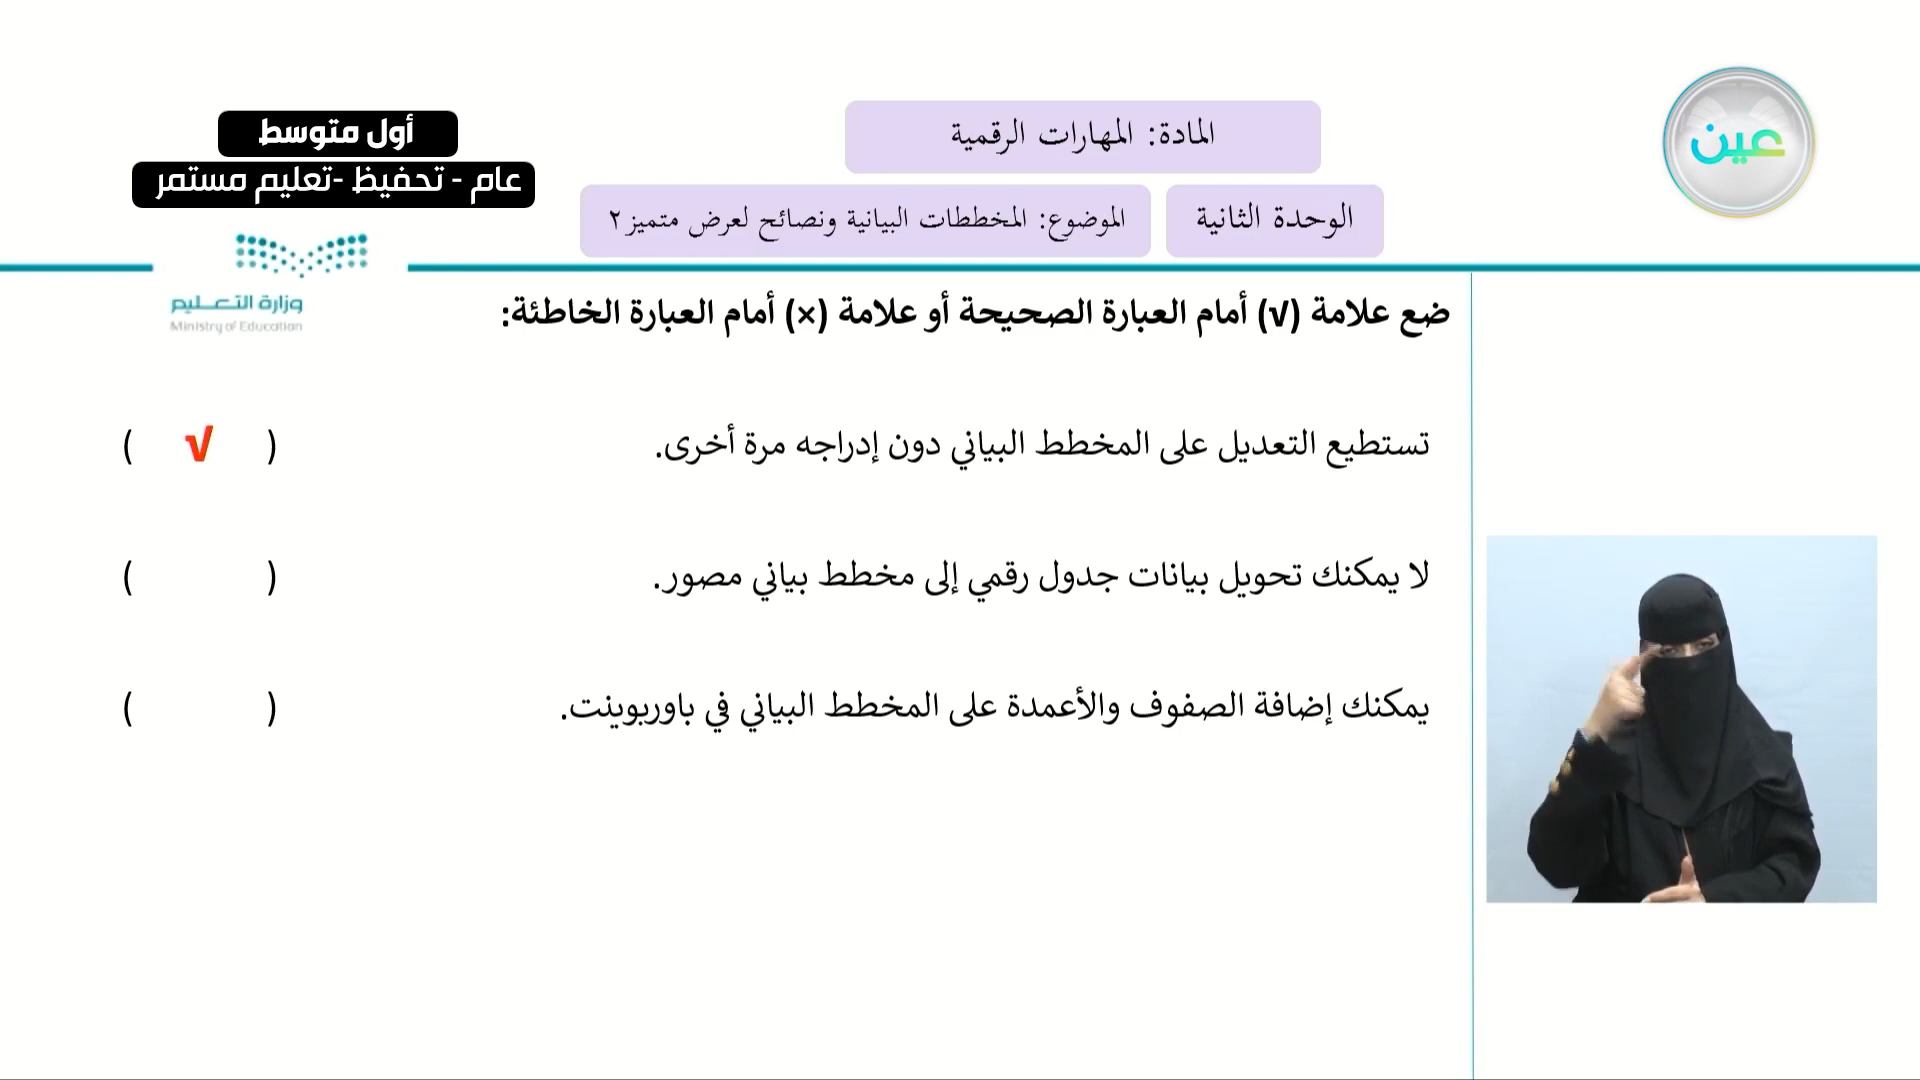 عين
المادة: المهارات الرقمية
الوحدة الثانية
الموضوع: المخططات البيانية ونصائح لعرض متميز ٢
أول متوسط
عام - تحفيظ -تعليم مستمر
وزارة التعـــليم
Ministry of Education
ضع علامة (√) أمام العبارة الصحيحة أو علامة (×) أمام العبارة الخاطئة:
تستطيع التعديل على المخطط البياني دون إدراجه مرة أخرى. ( √ )
لا يمكنك تحويل بيانات جدول رقمي إلى مخطط بياني مصور. ( )
يمكنك إضافة الصفوف والأعمدة على المخطط البياني في باوربوينت. ( )